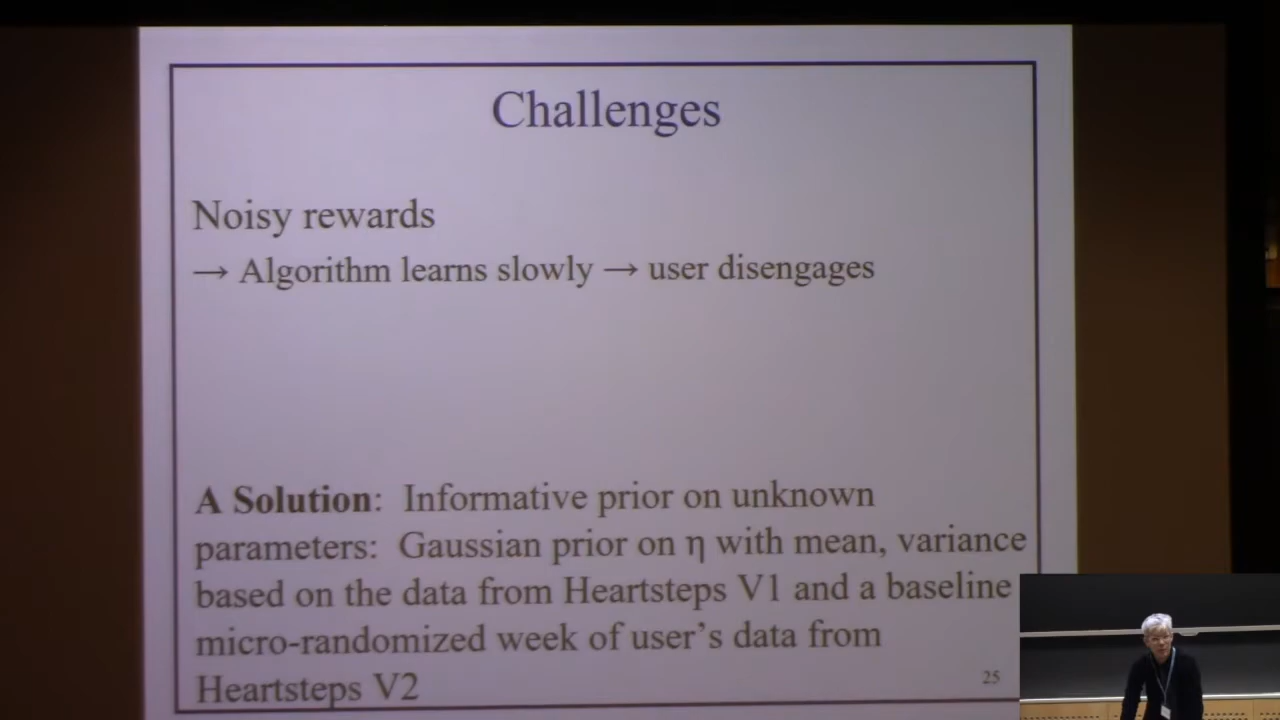 Challenges
Noisy rewards
→ Algorithm learns slowly → user disengages
A Solution: Informative prior on unknown
parameters: Gaussian prior on η with mean, variance
based on the data from Heartsteps V1 and a baseline
micro-randomized week of user's data from
Heartsteps V2
25